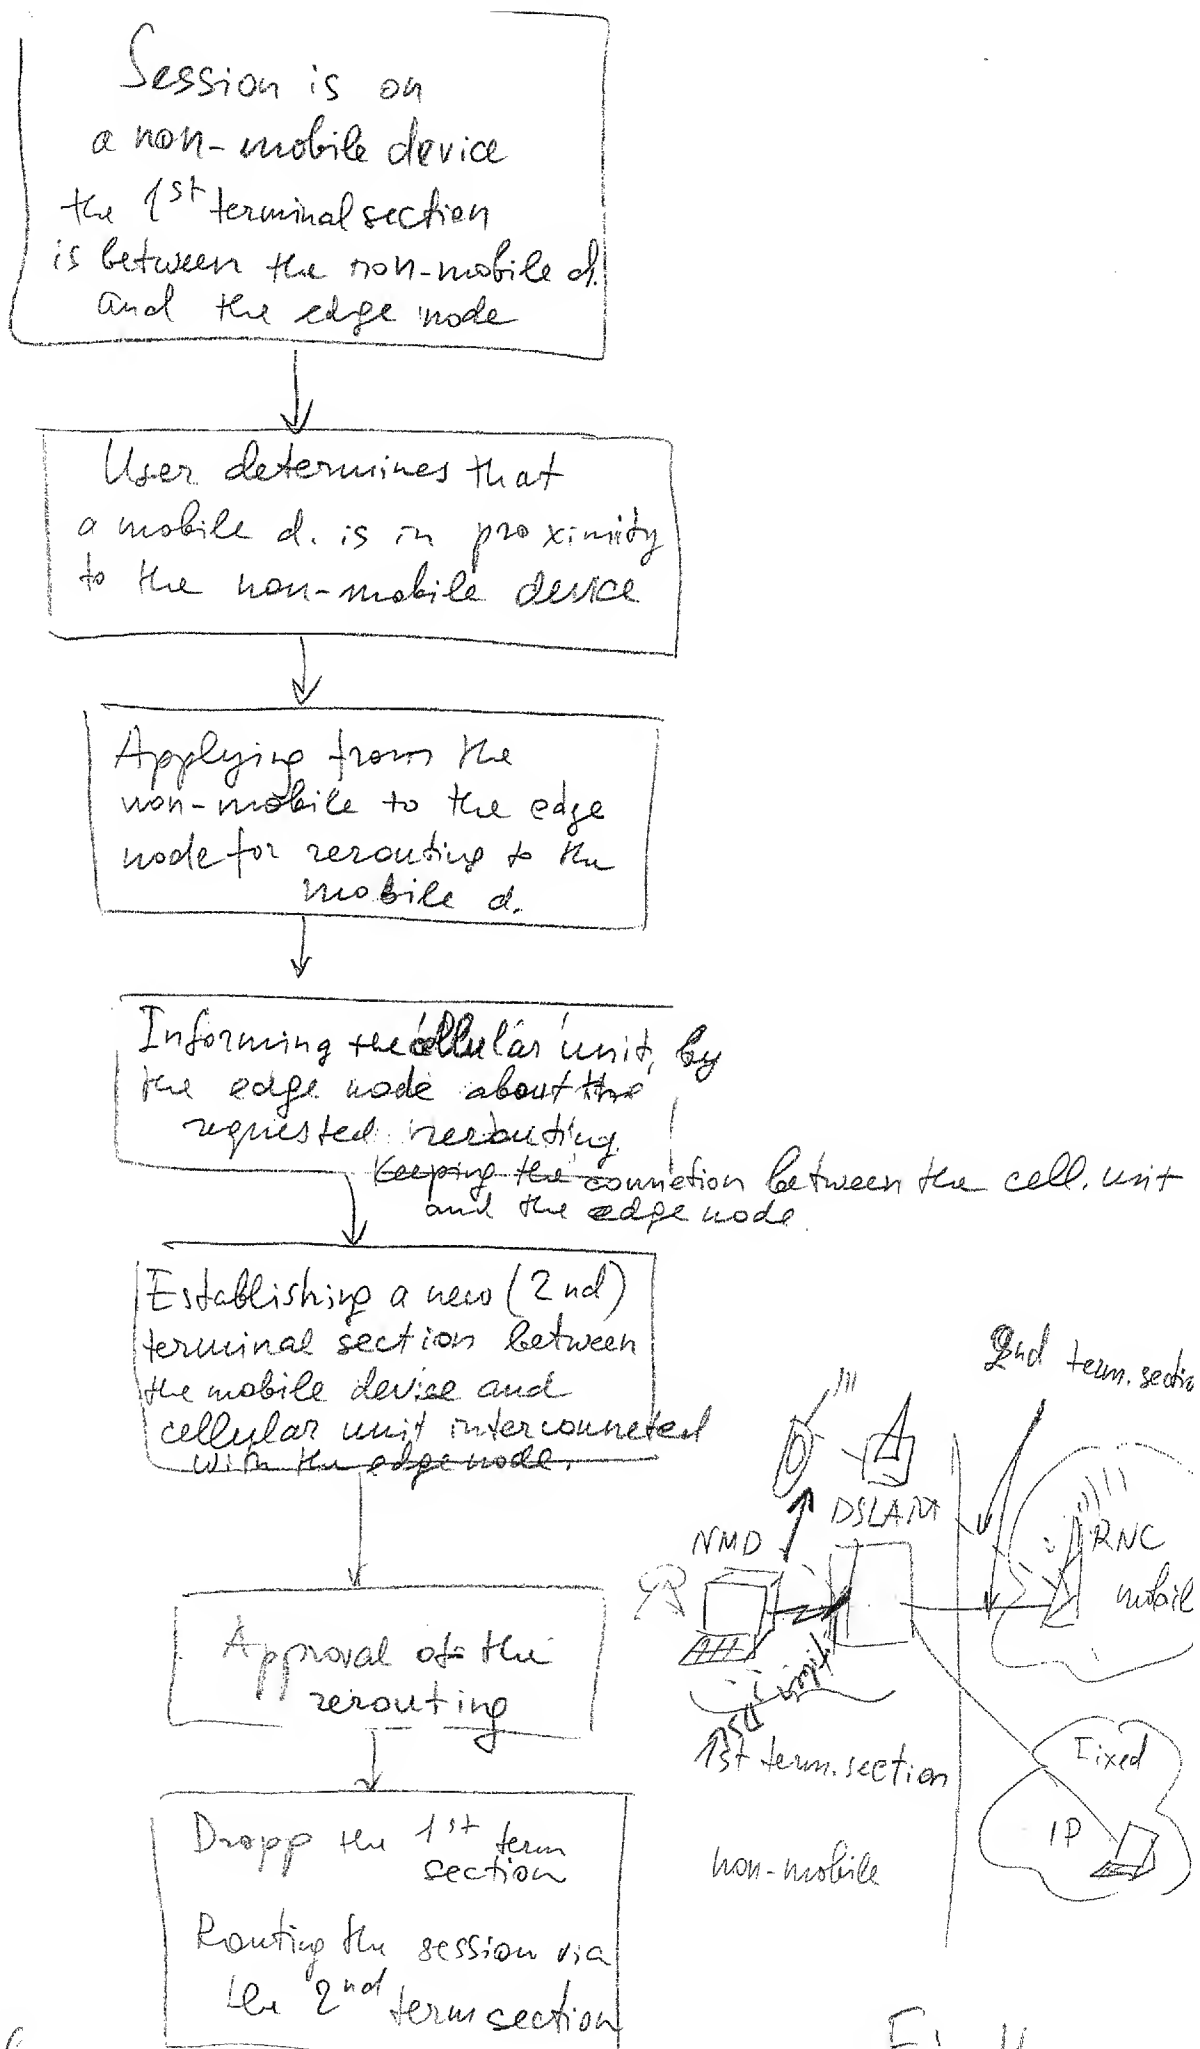 Session is on
a non-mobile device
the 1st terminal section
is between the non-mobile d.
and the edge node
User determines that
a mobile d. is in proximity
to the non-mobile device
Applying from the
non-mobile to the edge
node for rerouting to the
mobile d.
Informing the cellular unit, by
the edge node about the
requested rerouting.
Keeping the connetion between the cell. unit
and the edge node.
Establishing a new (2nd)
terminal section between
the mobile device and
cellular unit interconneted
with the edge node.
Approval of the
rerouting
Dropp the 1st term
section
Routing the session via
the 2nd term section
2nd term. section
DSLAM
NMD
RNC
mobil
1st term. section
Fixed
IP
non-mobile